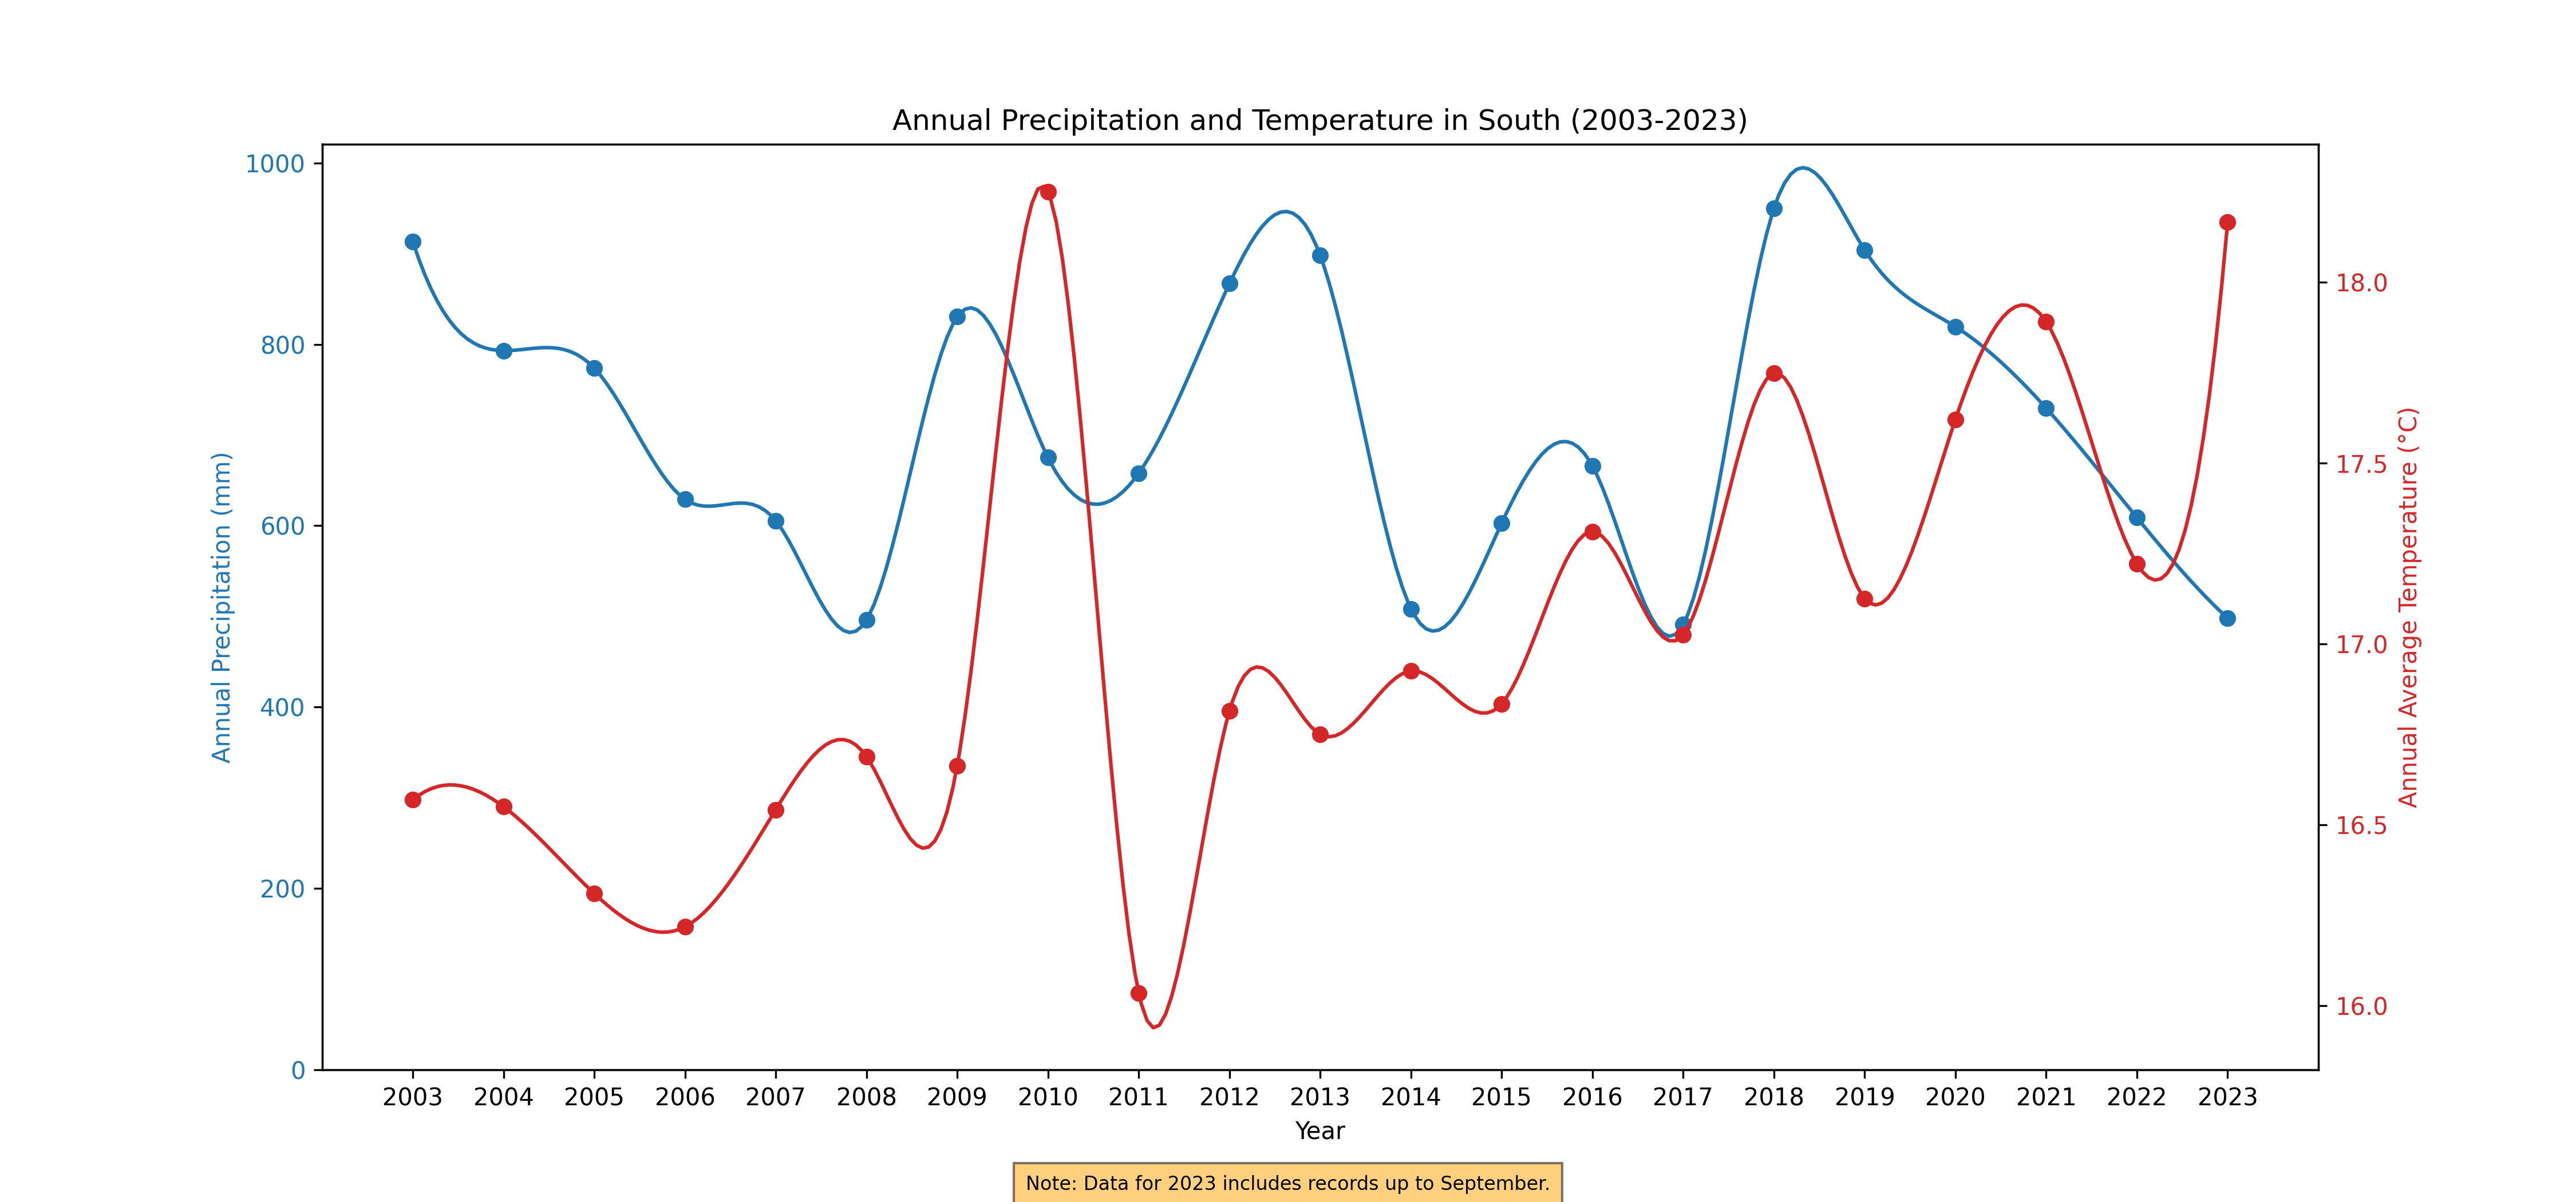 Annual Precipitation and Temperature in South (2003-2023)
1000
800
600
400
200
0
Annual Precipitation (mm)
18.0
17.5
17.0
16.5
16.0
Annual Average Temperature (°C)
2003 2004 2005 2006 2007 2008 2009 2010 2011 2012 2013 2014 2015 2016 2017 2018 2019 2020 2021 2022 2023
Year
Note: Data for 2023 includes records up to September.